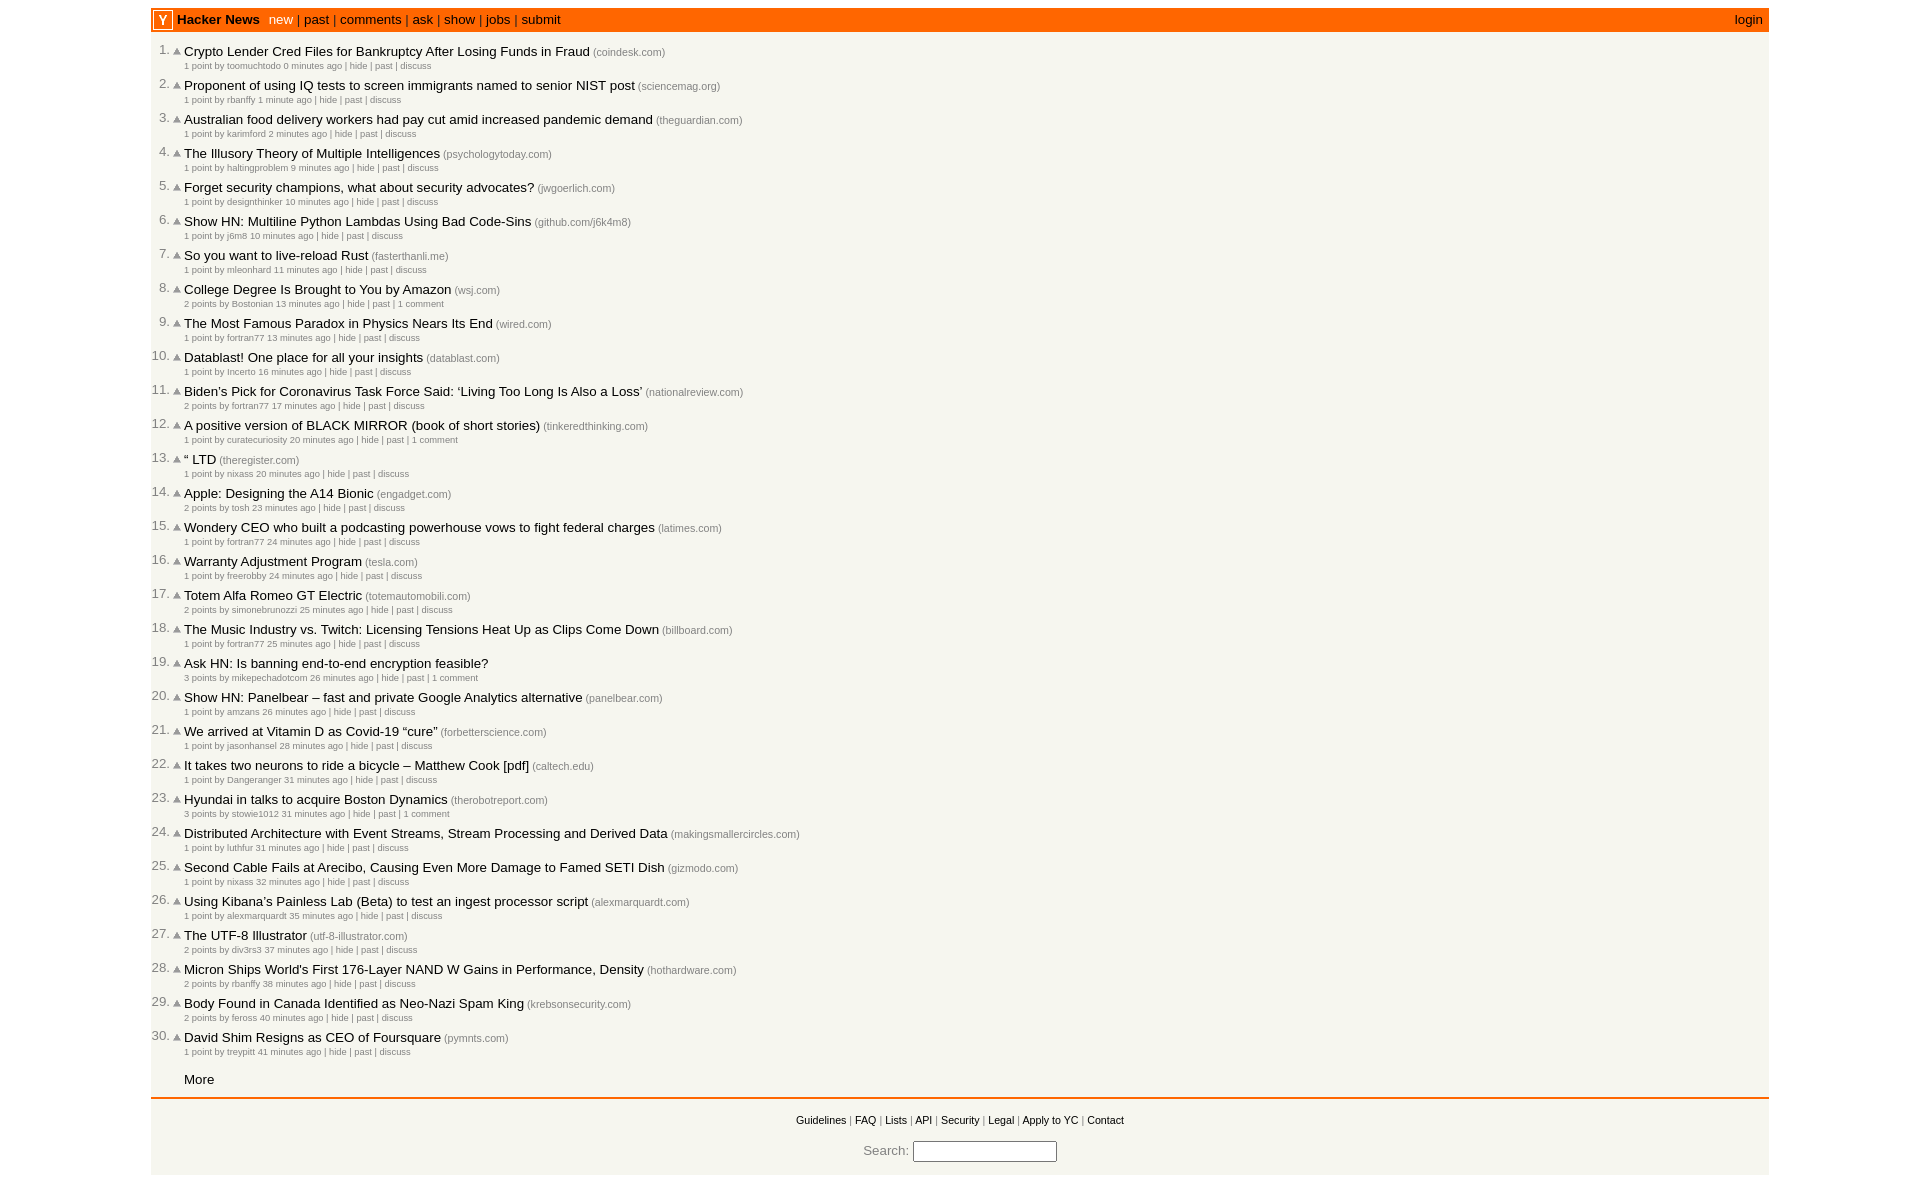 Y Hacker News new | past | comments | ask | show | jobs | submit login
1. Crypto Lender Cred Files for Bankruptcy After Losing Funds in Fraud (coindesk.com)
1 point by toomuchtodo 0 minutes ago | hide | past | discuss
2. Proponent of using IQ tests to screen immigrants named to senior NIST post (sciencemag.org)
1 point by rbanffy 1 minute ago | hide | past | discuss
3. Australian food delivery workers had pay cut amid increased pandemic demand (theguardian.com)
1 point by karimford 2 minutes ago | hide | past | discuss
4. The Illusory Theory of Multiple Intelligences (psychologytoday.com)
1 point by haltingproblem 9 minutes ago | hide | past | discuss
5. Forget security champions, what about security advocates? (jwgoerlich.com)
1 point by designthinker 10 minutes ago | hide | past | discuss
6. Show HN: Multiline Python Lambdas Using Bad Code-Sins (github.com/j6k4m8)
1 point by j6m8 10 minutes ago | hide | past | discuss
7. So you want to live-reload Rust (fasterthanli.me)
1 point by mleonhard 11 minutes ago | hide | past | discuss
8. College Degree Is Brought to You by Amazon (wsj.com)
2 points by Bostonian 13 minutes ago | hide | past | 1 comment
9. The Most Famous Paradox in Physics Nears Its End (wired.com)
1 point by fortran77 13 minutes ago | hide | past | discuss
10. Datablast! One place for all your insights (datablast.com)
1 point by Incerto 16 minutes ago | hide | past | discuss
11. Biden's Pick for Coronavirus Task Force Said: ‘Living Too Long Is Also a Loss’ (nationalreview.com)
2 points by fortran77 17 minutes ago | hide | past | discuss
12. A positive version of BLACK MIRROR (book of short stories) (tinkeredthinking.com)
1 point by curatecuriosity 20 minutes ago | hide | past | 1 comment
13. “ LTD (theregister.com)
1 point by nixass 20 minutes ago | hide | past | discuss
14. Apple: Designing the A14 Bionic (engadget.com)
2 points by tosh 23 minutes ago | hide | past | discuss
15. Wondery CEO who built a podcasting powerhouse vows to fight federal charges (latimes.com)
1 point by fortran77 24 minutes ago | hide | past | discuss
16. Warranty Adjustment Program (tesla.com)
1 point by freerobby 24 minutes ago | hide | past | discuss
17. Totem Alfa Romeo GT Electric (totemautomobili.com)
2 points by simonebrunozzi 25 minutes ago | hide | past | discuss
18. The Music Industry vs. Twitch: Licensing Tensions Heat Up as Clips Come Down (billboard.com)
1 point by fortran77 25 minutes ago | hide | past | discuss
19. Ask HN: Is banning end-to-end encryption feasible?
3 points by mikepechadotcom 26 minutes ago | hide | past | 1 comment
20. Show HN: Panelbear – fast and private Google Analytics alternative (panelbear.com)
1 point by amzans 26 minutes ago | hide | past | discuss
21. We arrived at Vitamin D as Covid-19 “cure” (forbetterscience.com)
1 point by jasonhansel 28 minutes ago | hide | past | discuss
22. It takes two neurons to ride a bicycle – Matthew Cook [pdf] (caltech.edu)
1 point by Dangeranger 31 minutes ago | hide | past | discuss
23. Hyundai in talks to acquire Boston Dynamics (therobotreport.com)
3 points by stowie1012 31 minutes ago | hide | past | 1 comment
24. Distributed Architecture with Event Streams, Stream Processing and Derived Data (makingsmallercircles.com)
1 point by luthfur 31 minutes ago | hide | past | discuss
25. Second Cable Fails at Arecibo, Causing Even More Damage to Famed SETI Dish (gizmodo.com)
1 point by nixass 32 minutes ago | hide | past | discuss
26. Using Kibana's Painless Lab (Beta) to test an ingest processor script (alexmarquardt.com)
1 point by alexmarquardt 35 minutes ago | hide | past | discuss
27. The UTF-8 Illustrator (utf-8-illustrator.com)
2 points by div3rs3 37 minutes ago | hide | past | discuss
28. Micron Ships World's First 176-Layer NAND W Gains in Performance, Density (hothardware.com)
2 points by rbanffy 38 minutes ago | hide | past | discuss
29. Body Found in Canada Identified as Neo-Nazi Spam King (krebsonsecurity.com)
2 points by feross 40 minutes ago | hide | past | discuss
30. David Shim Resigns as CEO of Foursquare (pymnts.com)
1 point by treypitt 41 minutes ago | hide | past | discuss
More
Guidelines | FAQ | Lists | API | Security | Legal | Apply to YC | Contact
Search: